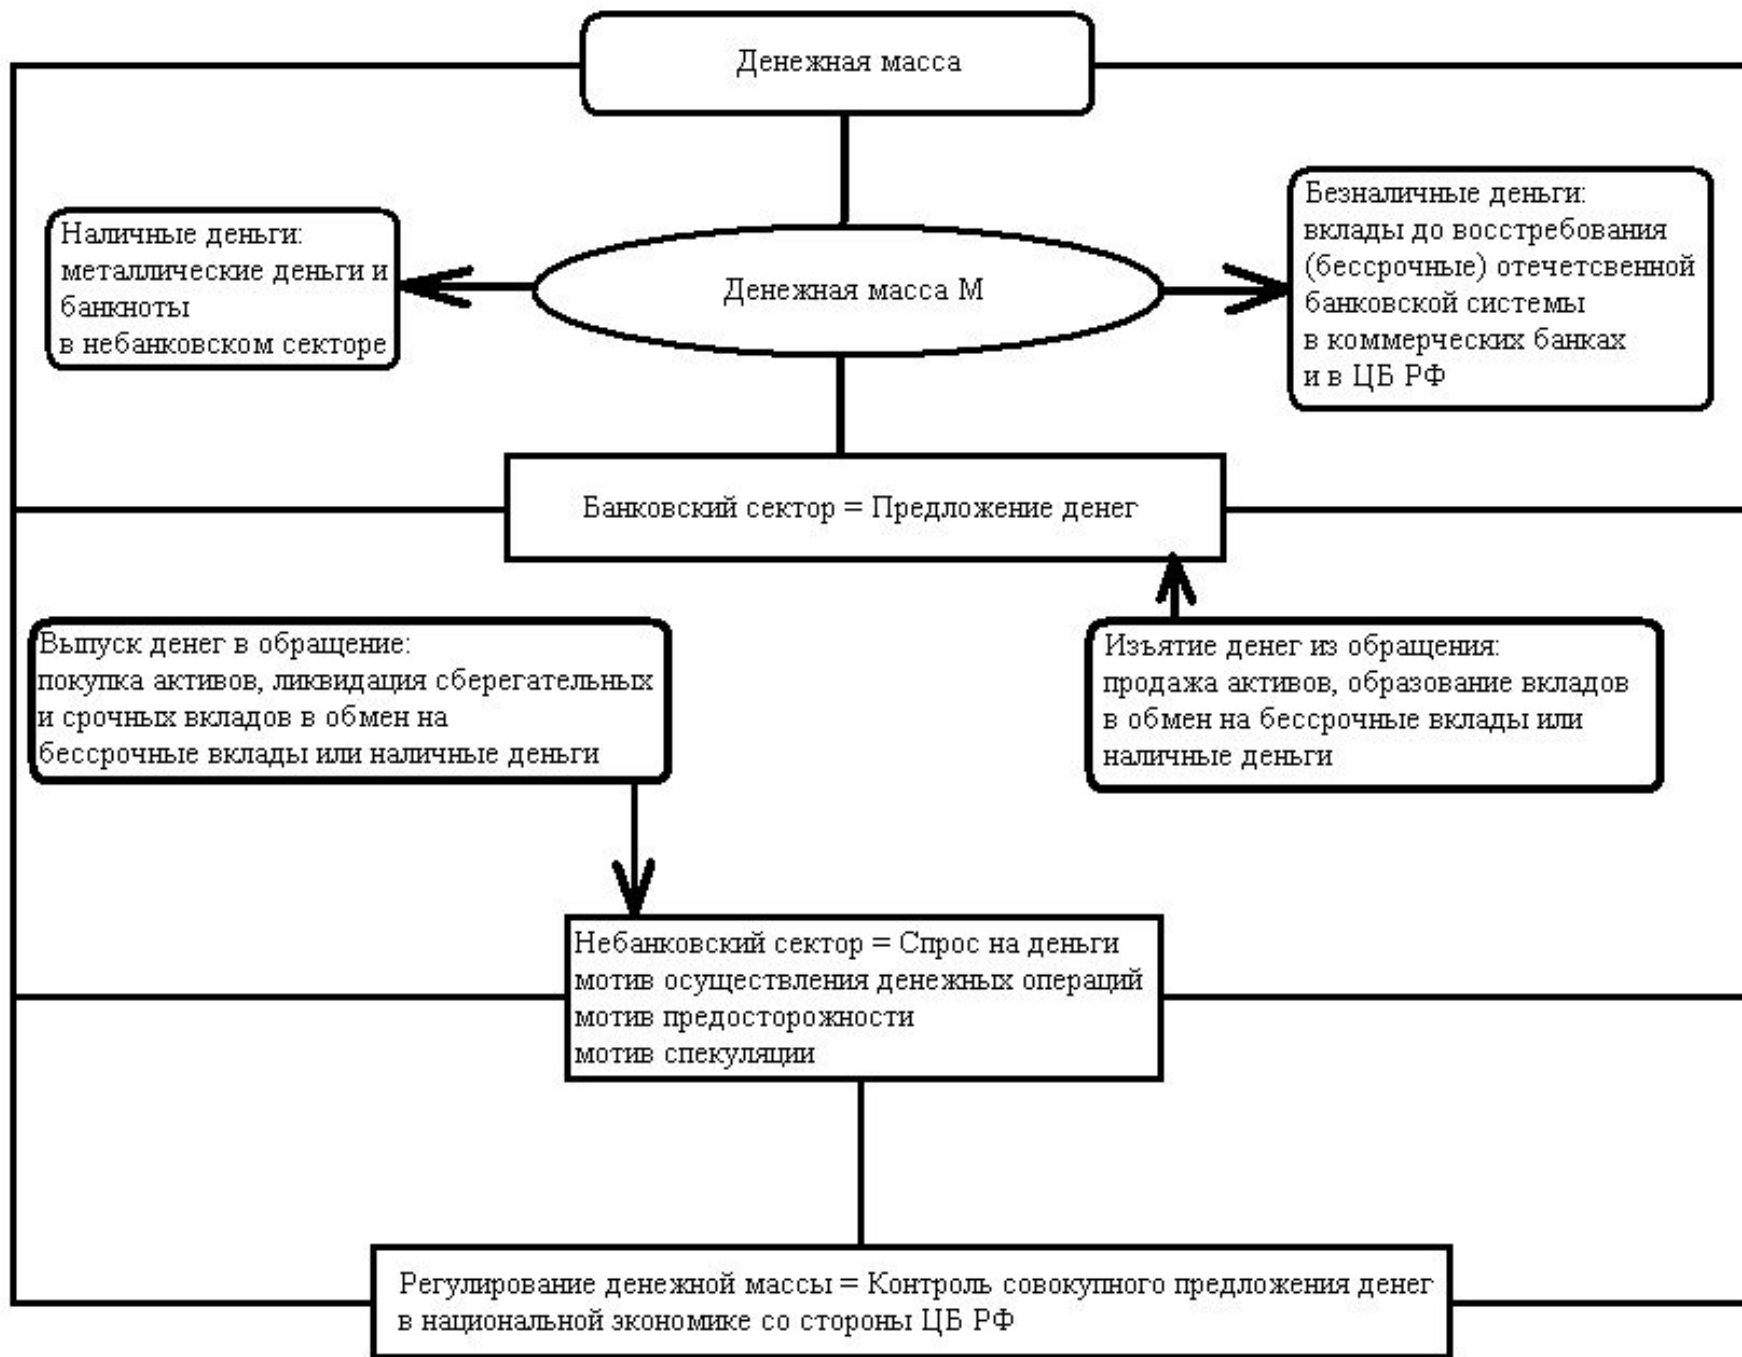 Денежная масса
Наличные деньги:
металлические деньги и
банкноты
в небанковском секторе
Денежная масса М
Безналичные деньги:
вклады до восстребования
(бессрочные) отечетсвенной
банковской системы
в коммерческих банках
и в ЦБ РФ
Банковский сектор = Предложение денег
Выпуск денег в обращение:
покупка активов, ликвидация сберегательных
и срочных вкладов в обмен на
бессрочные вклады или наличные деньги
Изъятие денег из обращения:
продажа активов, образование вкладов
в обмен на бессрочные вклады или
наличные деньги
Небанковский сектор = Спрос на деньги
мотив осуществления денежных операций
мотив предосторожности
мотив спекуляции
Регулирование денежной массы = Контроль совокупного предложения денег
в национальной экономике со стороны ЦБ РФ